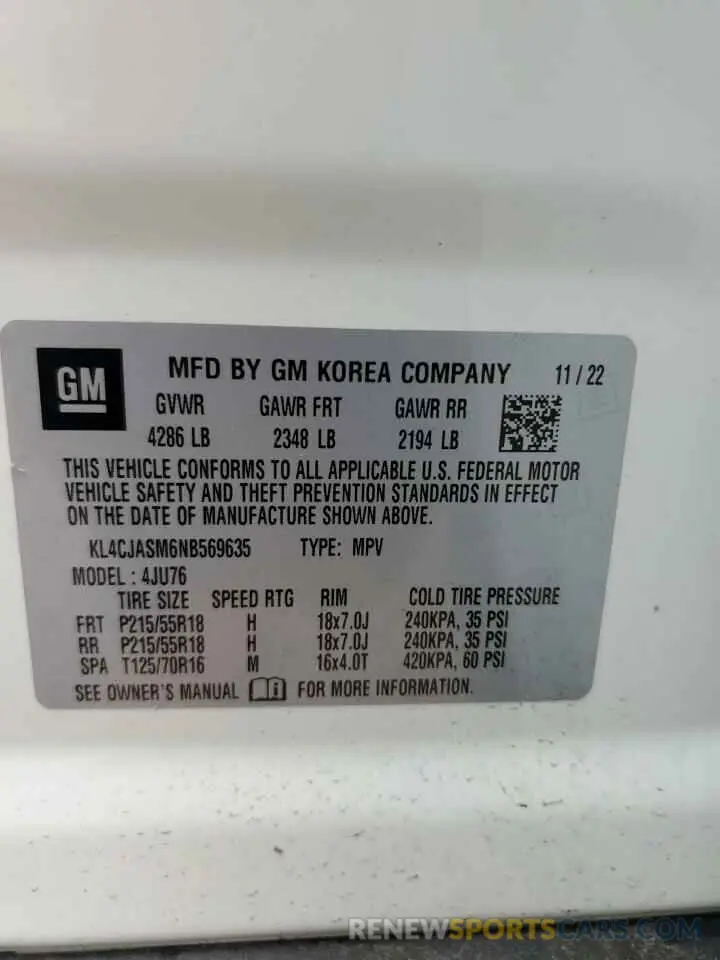 GM
MFD BY GM KOREA COMPANY 11 / 22
GVWR GAWR FRT GAWR RR
4286 LB 2348 LB 2194 LB
THIS VEHICLE CONFORMS TO ALL APPLICABLE U.S. FEDERAL MOTOR
VEHICLE SAFETY AND THEFT PREVENTION STANDARDS IN EFFECT
ON THE DATE OF MANUFACTURE SHOWN ABOVE.
KL4CJASM6NB569635 TYPE: MPV
MODEL : 4JU76
TIRE SIZE SPEED RTG RIM COLD TIRE PRESSURE
FRT P215/55R18 H 18x7.0J 240KPA, 35 PSI
RR P215/55R18 H 18x7.0J 240KPA, 35 PSI
SPA T125/70R16 M 16x4.0T 420KPA, 60 PSI
SEE OWNER'S MANUAL FOR MORE INFORMATION.
RENEWSPORTSCARS.COM